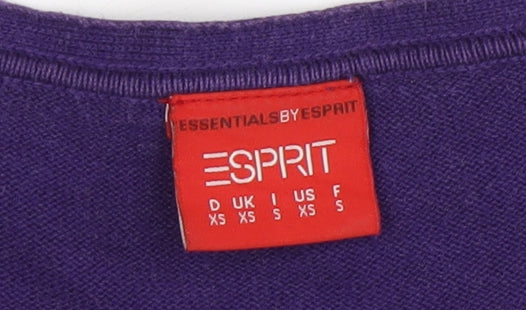 ESSENTIALSBYESPRIT
ESPRIT
D UK I US F
XS XS S XS S